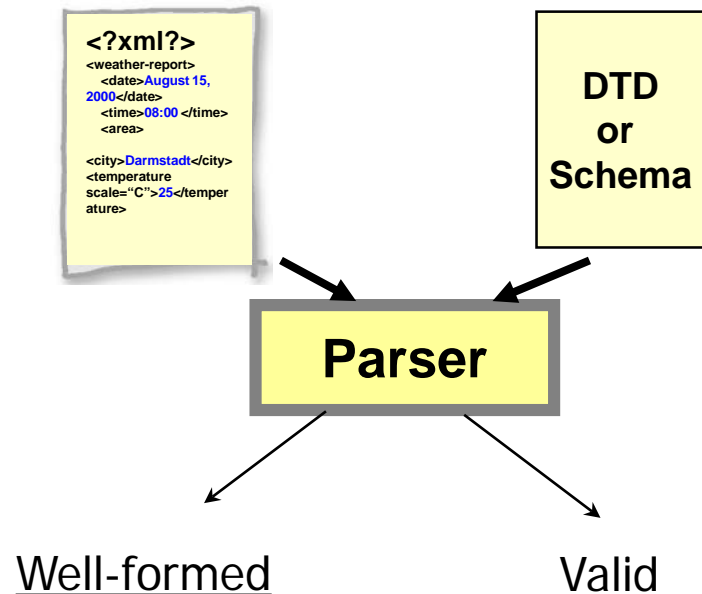 <?xml?>
<weather-report>
<date>August 15,
2000</date>
<time>08:00 </time>
<area>
<city>Darmstadt</city>
<temperature
scale=“C”>25</temper
ature>
DTD
or
Schema
Parser
Well-formed
Valid